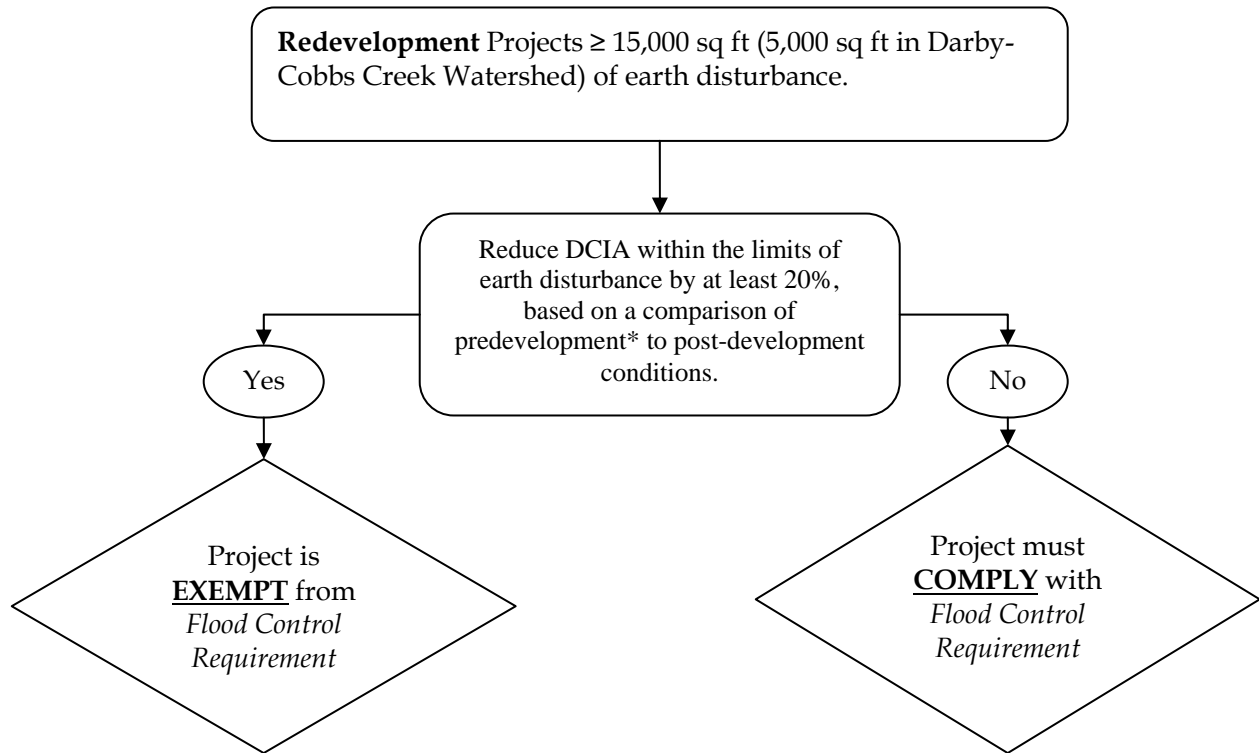 Redevelopment Projects ≥ 15,000 sq ft (5,000 sq ft in Darby-
Cobbs Creek Watershed) of earth disturbance.
Reduce DCIA within the limits of
earth disturbance by at least 20%,
based on a comparison of
predevelopment* to post-development
conditions.
Yes
No
Project is
EXEMPT from
Flood Control
Requirement
Project must
COMPLY with
Flood Control
Requirement